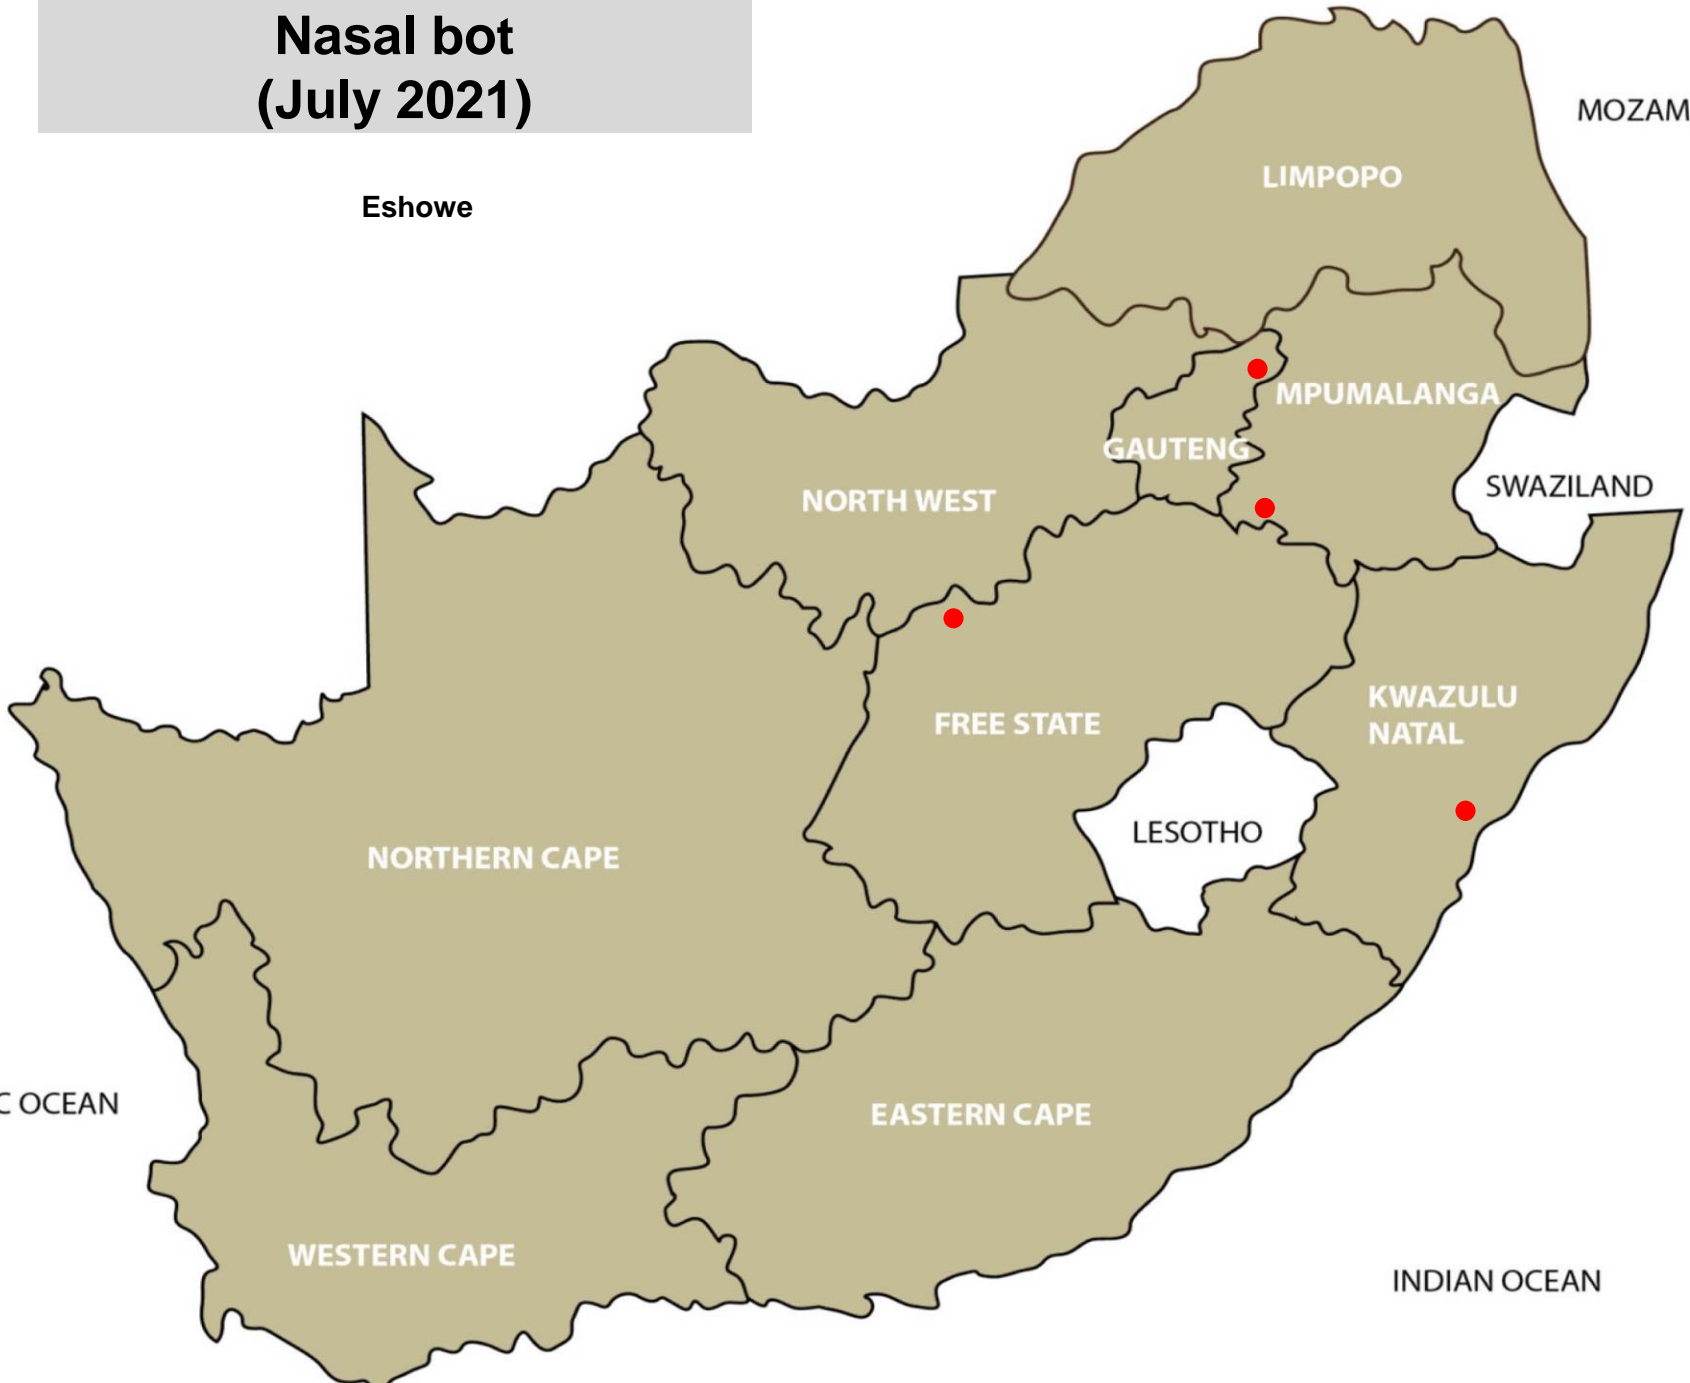 Nasal bot
(July 2021)
MOZAM
LIMPOPO
Eshowe
MPUMALANGA
GAUTENG
SWAZILAND
NORTH WEST
KWAZULU
NATAL
FREE STATE
LESOTHO
NORTHERN CAPE
C OCEAN
EASTERN CAPE
WESTERN CAPE
INDIAN OCEAN